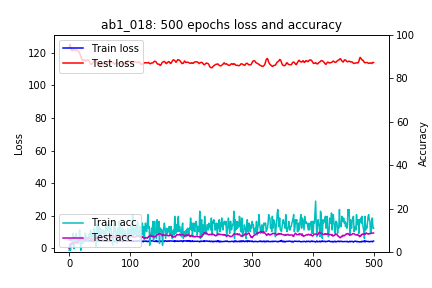 ab1_018: 500 epochs loss and accuracy
Train loss
Test loss
Train acc
Test acc
Loss
Accuracy
120
100
80
60
40
20
0
100
80
60
40
20
0
0
100
200
300
400
500